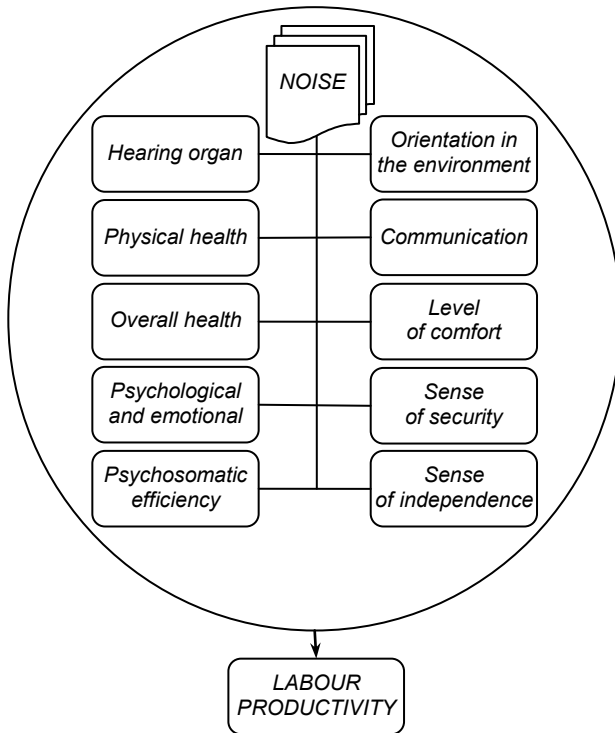 NOISE
Hearing organ
Orientation in
the environment
Physical health
Communication
Overall health
Level
of comfort
Psychological
and emotional
Sense
of security
Psychosomatic
efficiency
Sense
of independence
LABOUR
PRODUCTIVITY